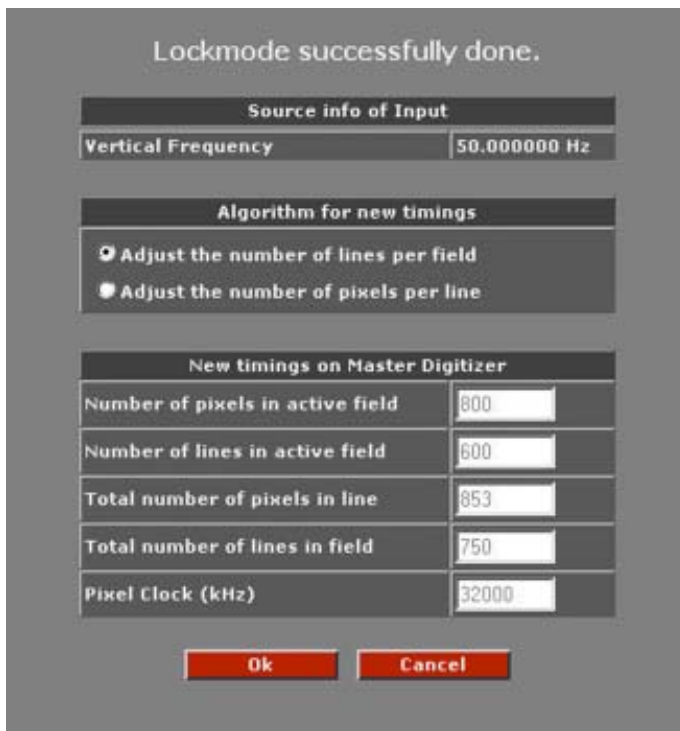 Lockmode successfully done.
Source info of Input
Vertical Frequency 50.000000 Hz
Algorithm for new timings
Adjust the number of lines per field
Adjust the number of pixels per line
New timings on Master Digitizer
Number of pixels in active field 800
Number of lines in active field 600
Total number of pixels in line 853
Total number of lines in field 750
Pixel Clock (kHz) 32000
Ok Cancel